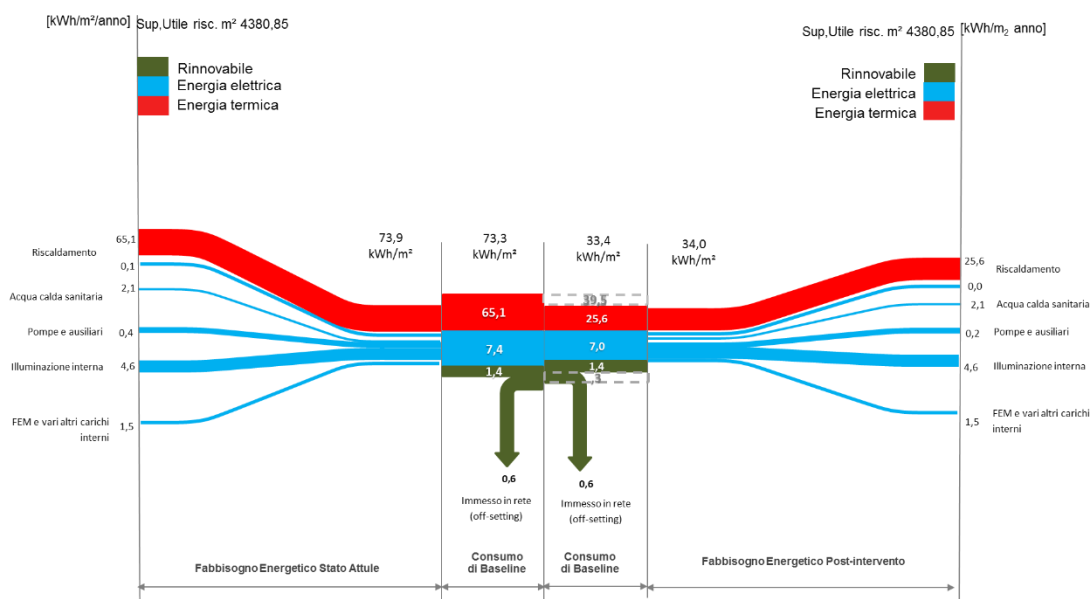 [kWh/m²/anno]
Sup,Utile risc. m² 4380,85
Sup,Utile risc. m² 4380,85
[kWh/m₂ anno]
Rinnovabile
Energia elettrica
Energia termica
Rinnovabile
Energia elettrica
Energia termica
65,1
Riscaldamento
0,1
Acqua calda sanitaria
2,1
Pompe e ausiliari
0,4
Illuminazione interna
4,6
FEM e vari altri carichi
interni
1,5
73,9
kWh/m²
73,3
kWh/m²
33,4
kWh/m²
34,0
kWh/m²
65,1
7,4
1,4
39,5
25,6
7,0
1,4
,3
0,6
Immesso in rete
(off-setting)
0,6
Immesso in rete
(off-setting)
25,6
Riscaldamento
0,0
2,1
Acqua calda sanitaria
0,2
Pompe e ausiliari
4,6
Illuminazione interna
1,5
FEM e vari altri carichi
interni
Fabbisogno Energetico Stato Attule
Consumo
di Baseline
Consumo
di Baseline
Fabbisogno Energetico Post-intervento